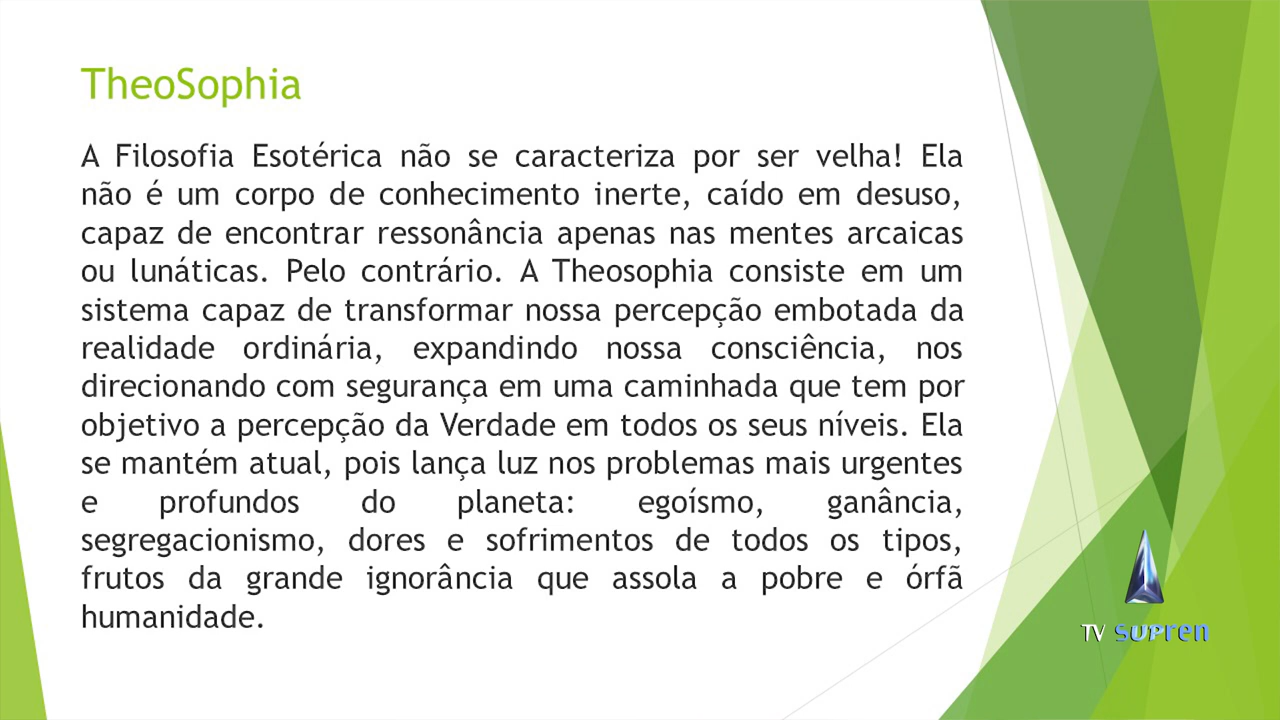 TheoSophia
A Filosofia Esotérica não se caracteriza por ser velha! Ela
não é um corpo de conhecimento inerte, caído em desuso,
capaz de encontrar ressonância apenas nas mentes arcaicas
ou lunáticas. Pelo contrário. A Theosophia consiste em um
sistema capaz de transformar nossa percepção embotada da
realidade ordinária, expandindo nossa consciência, nos
direcionando com segurança em uma caminhada que tem por
objetivo a percepção da Verdade em todos os seus níveis. Ela
se mantém atual, pois lança luz nos problemas mais urgentes
e profundos do planeta: egoísmo, ganância,
segregacionismo, dores e sofrimentos de todos os tipos,
frutos da grande ignorância que assola a pobre e órfã
humanidade.
TV SUPren